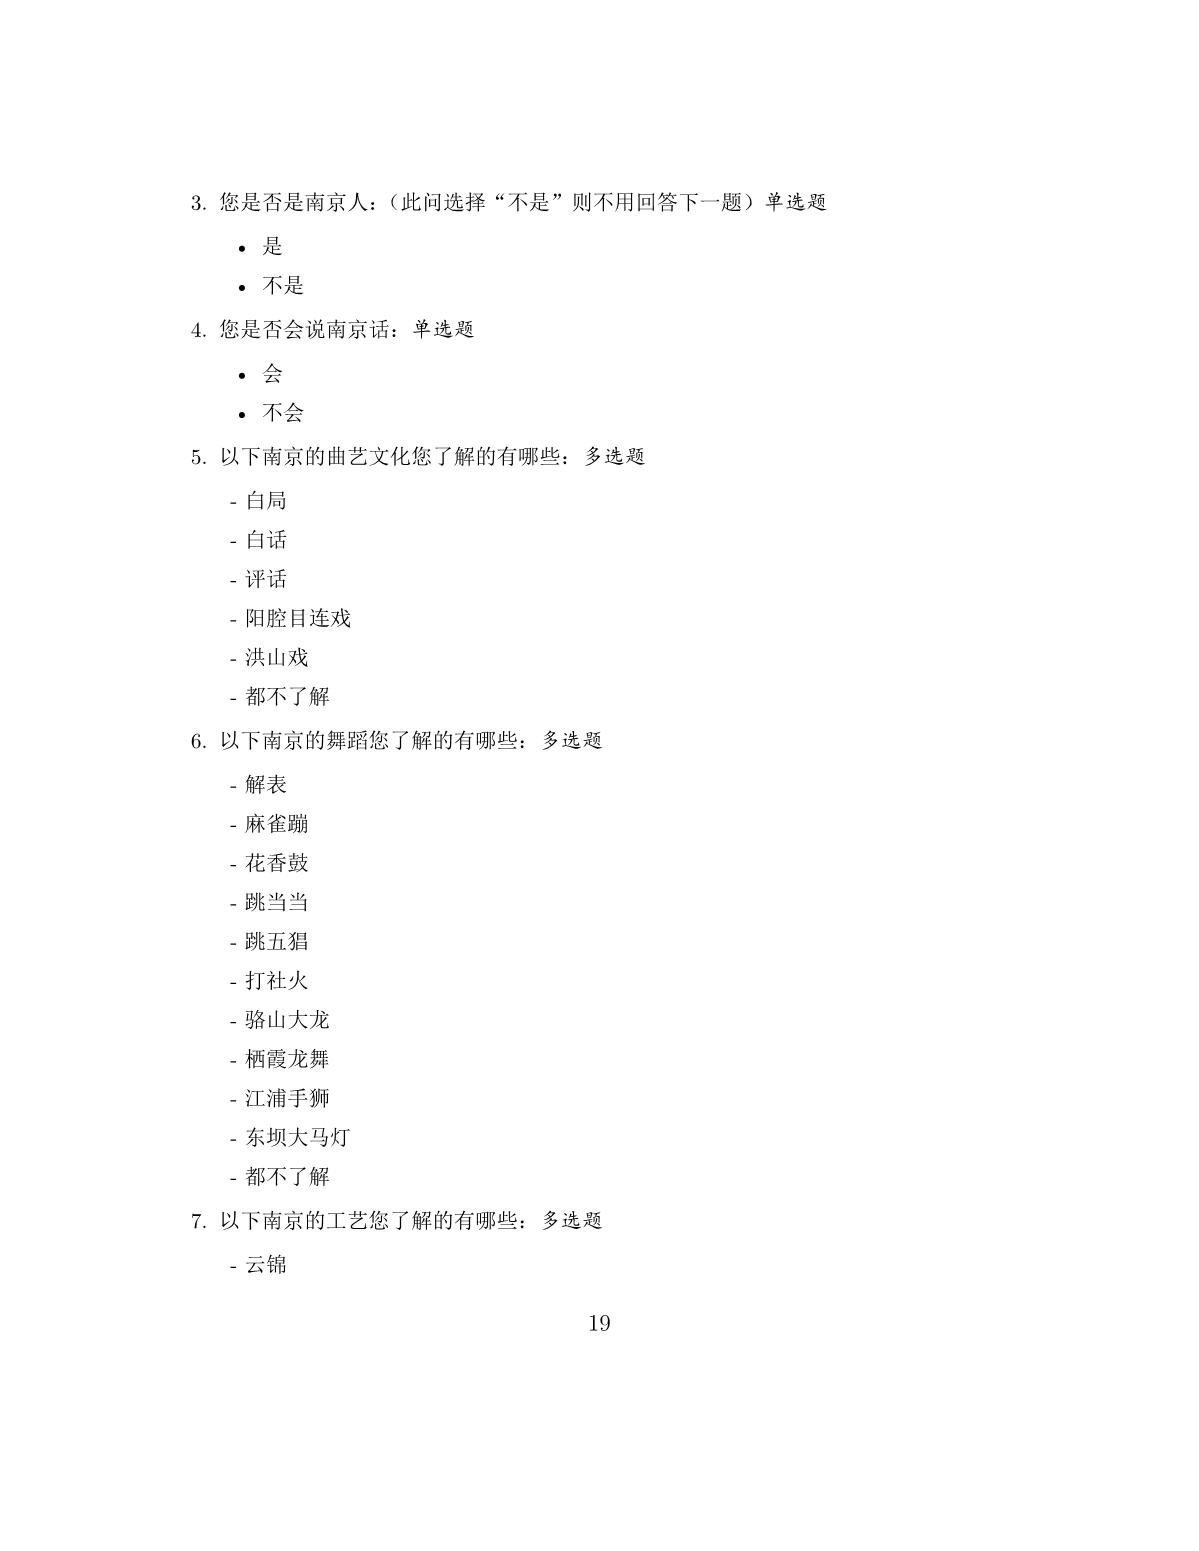 3. 您是否是南京人：（此问选择“不是”则不用回答下一题）单选题
• 是
• 不是
4. 您是否会说南京话：单选题
• 会
• 不会
5. 以下南京的曲艺文化您了解的有哪些：多选题
- 白局
- 白话
- 评话
- 阳腔目连戏
- 洪山戏
- 都不了解
6. 以下南京的舞蹈您了解的有哪些：多选题
- 解表
- 麻雀蹦
- 花香鼓
- 跳当当
- 跳五猖
- 打社火
- 骆山大龙
- 栖霞龙舞
- 江浦手狮
- 东坝大马灯
- 都不了解
7. 以下南京的工艺您了解的有哪些：多选题
- 云锦
19